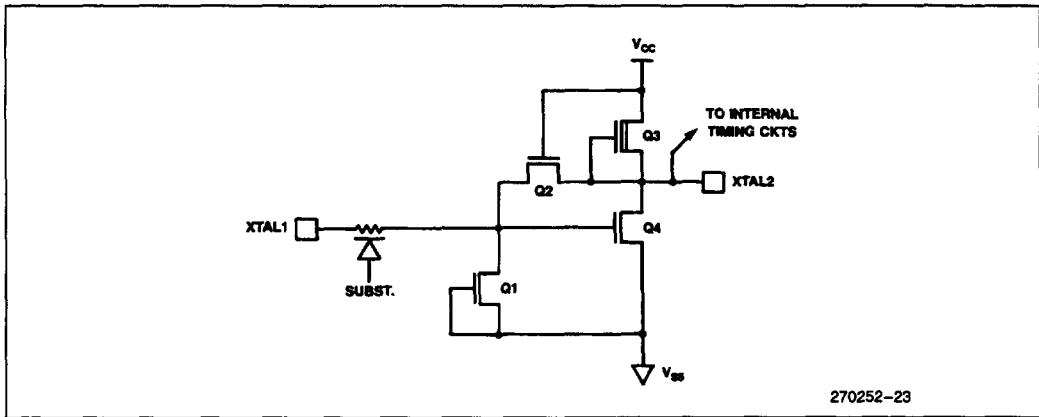 VCC
TO INTERNAL
TIMING CKTS
Q3
Q2
XTAL2
XTAL1
Q4
SUBST.
Q1
VSS
270252–23